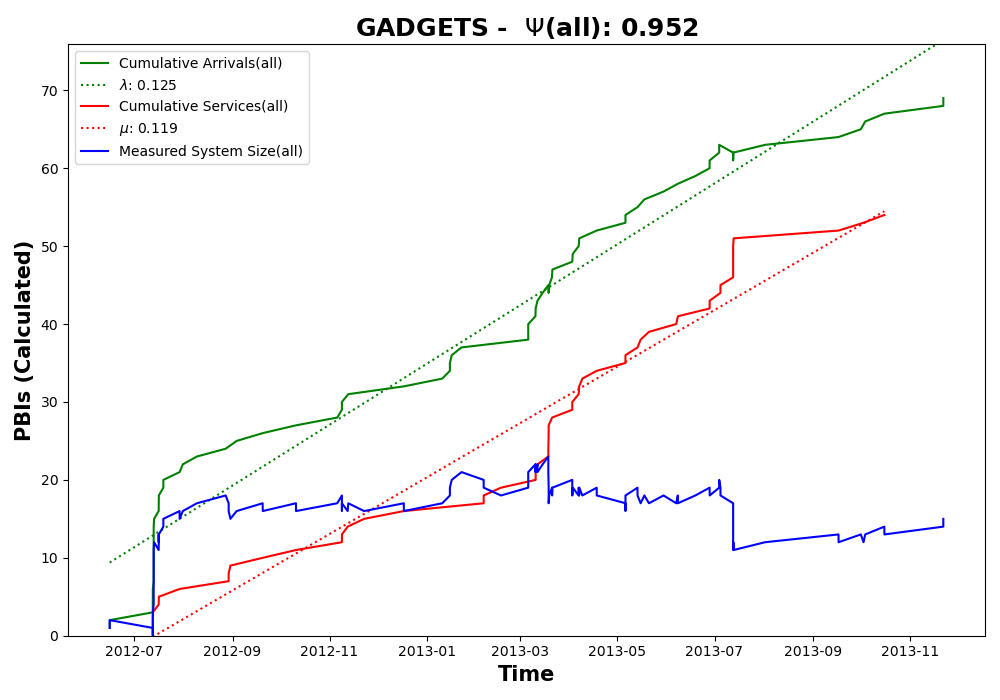 GADGETS - Ψ(all): 0.952
Cumulative Arrivals(all)
λ: 0.125
Cumulative Services(all)
μ: 0.119
Measured System Size(all)
PBIs (Calculated)
70
60
50
40
30
20
10
0
2012-07 2012-09 2012-11 2013-01 2013-03 2013-05 2013-07 2013-09 2013-11
Time